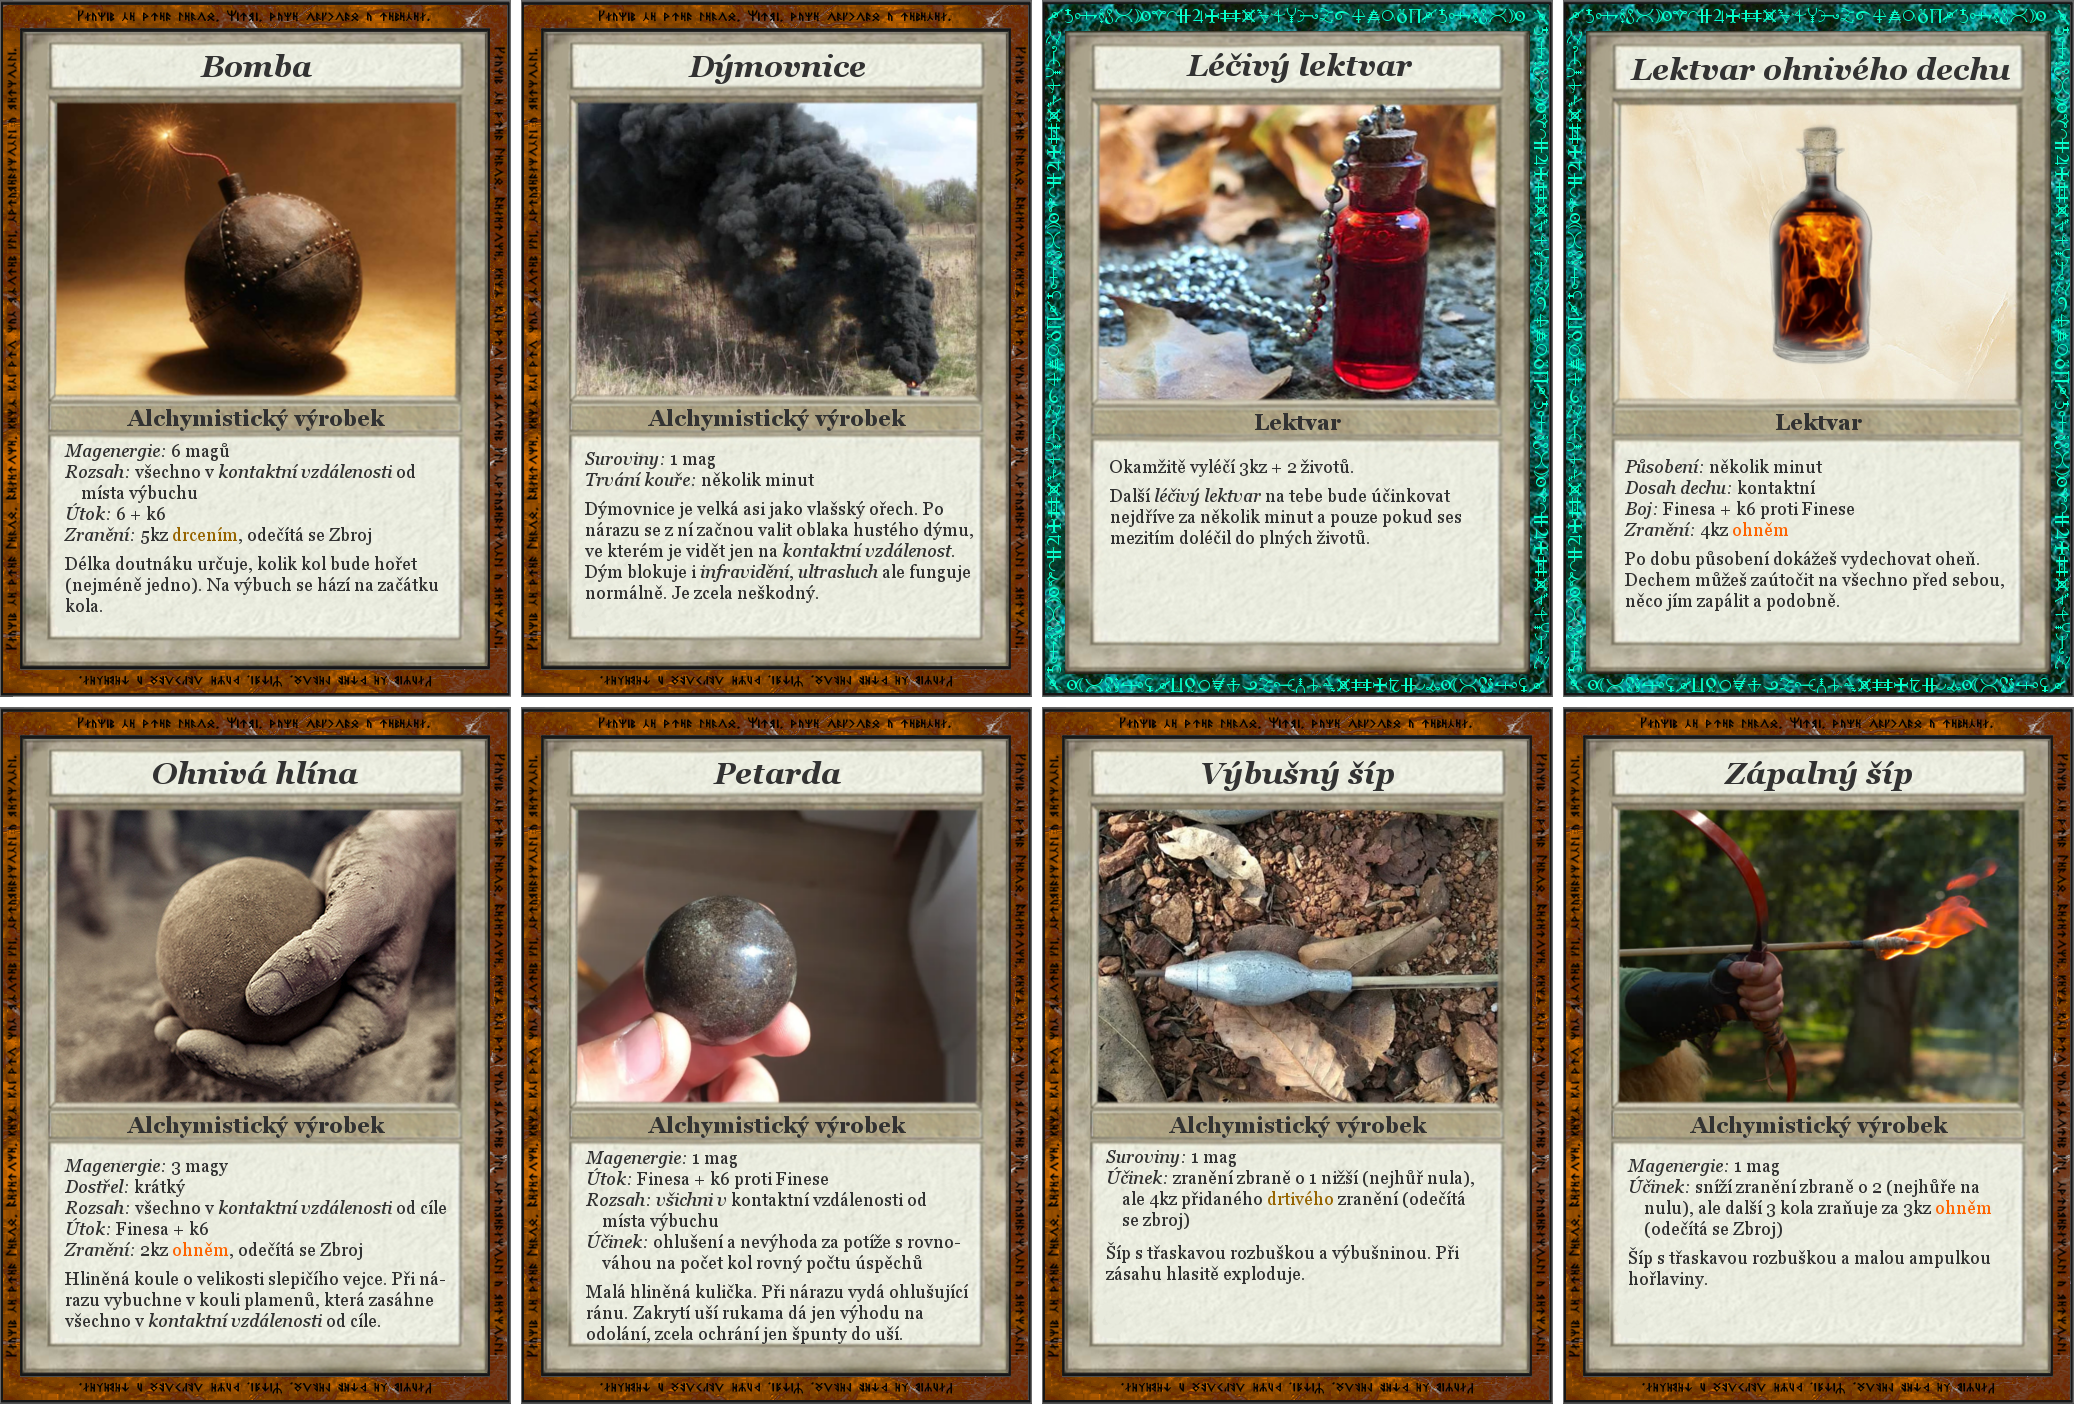 Bomba
Alchymistický výrobek
Magenergie: 6 magů
Rozsah: všechno v kontaktní vzdálenosti od
místa výbuchu
Útok: 6 + k6
Zranění: 5kz drcením, odečítá se Zbroj
Délka doutnáku určuje, kolik kol bude hořet
(nejméně jedno). Na výbuch se hází na začátku
kola.
Dýmovnice
Alchymistický výrobek
Suroviny: 1 mag
Trvání kouře: několik minut
Dýmovnice je velká asi jako vlašský ořech. Po
nárazu se z ní začnou valit oblaka hustého dýmu,
ve kterém je vidět jen na kontaktní vzdálenost.
Dým blokuje i infravidění, ultrasluch ale funguje
normálně. Je zcela neškodný.
Léčivý lektvar
Lektvar
Okamžitě vyléčí 3kz + 2 životů.
Další léčivý lektvar na tebe bude účinkovat
nejdříve za několik minut a pouze pokud ses
mezitím doléčil do plných životů.
Lektvar ohnivého dechu
Lektvar
Působení: několik minut
Dosah dechu: kontaktní
Boj: Finesa + k6 proti Finese
Zranění: 4kz ohněm
Po dobu působení dokážeš vydechovat oheň.
Dechem můžeš zaútočit na všechno před sebou,
něco jím zapálit a podobně.
Ohnivá hlína
Alchymistický výrobek
Magenergie: 3 magy
Dostřel: krátký
Rozsah: všechno v kontaktní vzdálenosti od cíle
Útok: Finesa + k6
Zranění: 2kz ohněm, odečítá se Zbroj
Hliněná koule o velikosti slepičího vejce. Při ná-
razu vybuchne v kouli plamenů, která zasáhne
všechno v kontaktní vzdálenosti od cíle.
Petarda
Alchymistický výrobek
Magenergie: 1 mag
Útok: Finesa + k6 proti Finese
Rozsah: všichni v kontaktní vzdálenosti od
místa výbuchu
Účinek: ohlušení a nevýhoda za potíže s rovno-
váhou na počet kol rovný počtu úspěchů
Malá hliněná kulička. Při nárazu vydá ohlušující
ránu. Zakrytí uší rukama dá jen výhodu na
odolání, zcela ochrání jen špunty do uší.
Výbušný šíp
Alchymistický výrobek
Suroviny: 1 mag
Účinek: zranění zbraně o 1 nižší (nejhůř nula),
ale 4kz přidaného drtivého zranění (odečítá
se zbroj)
Šíp s třaskavou rozbuškou a výbušninou. Při
zásahu hlasitě exploduje.
Zápalný šíp
Alchymistický výrobek
Magenergie: 1 mag
Účinek: sníží zranění zbraně o 2 (nejhůře na
nulu), ale další 3 kola zraňuje za 3kz ohněm
(odečítá se Zbroj)
Šíp s třaskavou rozbuškou a malou ampulkou
hořlaviny.